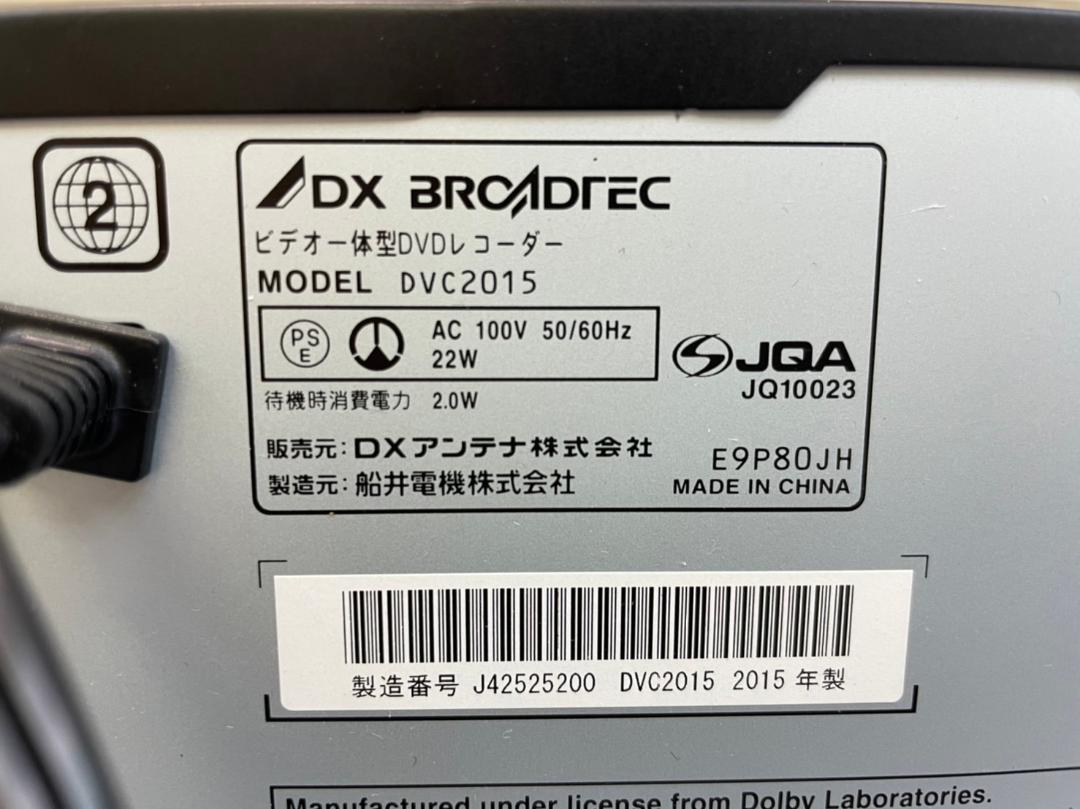 2
DX BROADTEC
ビデオ一体型DVDレコーダー
MODEL DVC2015
PS
E
AC 100V 50/60Hz
22W
JQA
JQ10023
待機時消費電力 2.0W
販売元:DXアンテナ株式会社
製造元:船井電機株式会社
E9P80JH
MADE IN CHINA
製造番号 J42525200 DVC2015 2015年製
Manufactured under license from Dolby Laboratories.